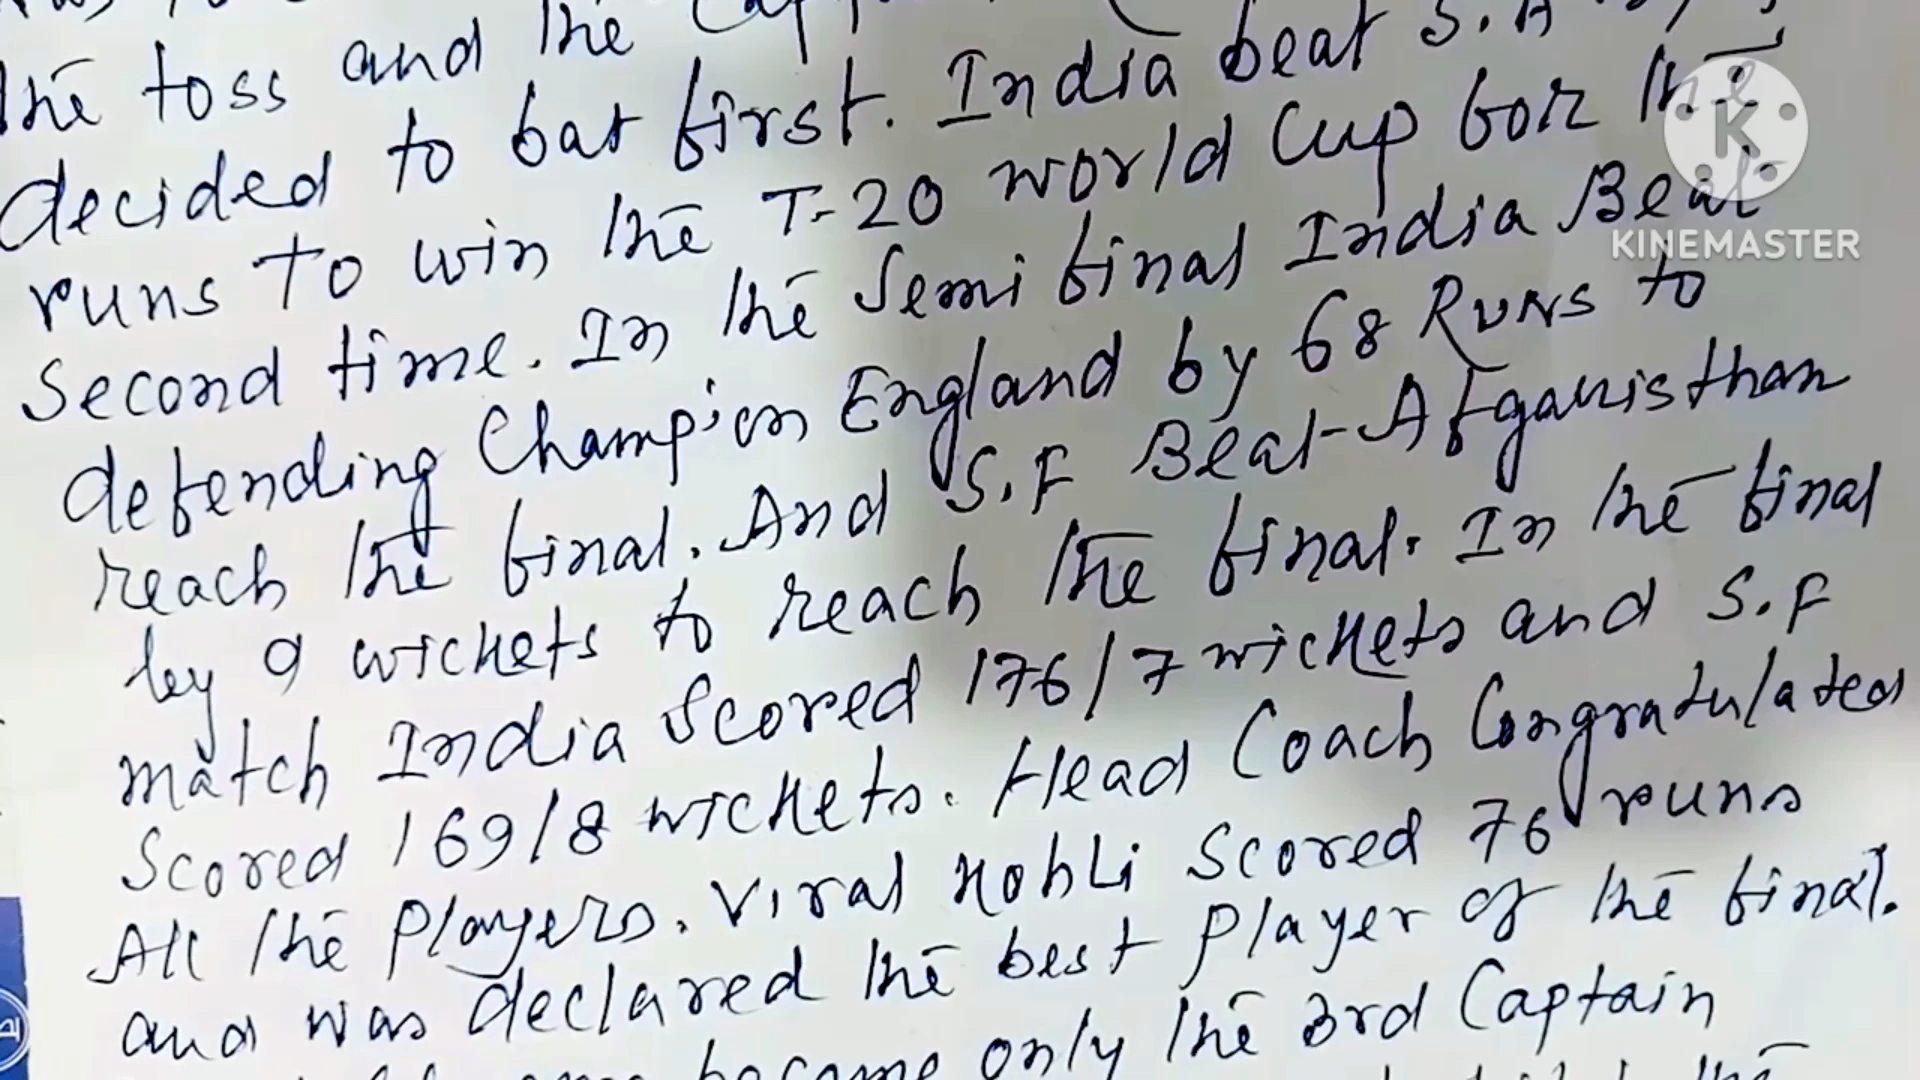 the toss and the
decided to bat first. India beat S.A
runs To win the T-20 world Cup for the
Second time. In the Semi final India Beat
defending Champion England by 68 Runs to
reach the final. And S.F Beat Afganisthan
by 9 wickets to reach the final. In the final
match India Scored 176/7 wickets and S.F
Scored 169/8 wickets. Head Coach Congratulated
All the players. Viral Kohli Scored 76 runs
and was declared the best player of the final.
became only the 3rd Captain
the
KINEMASTER